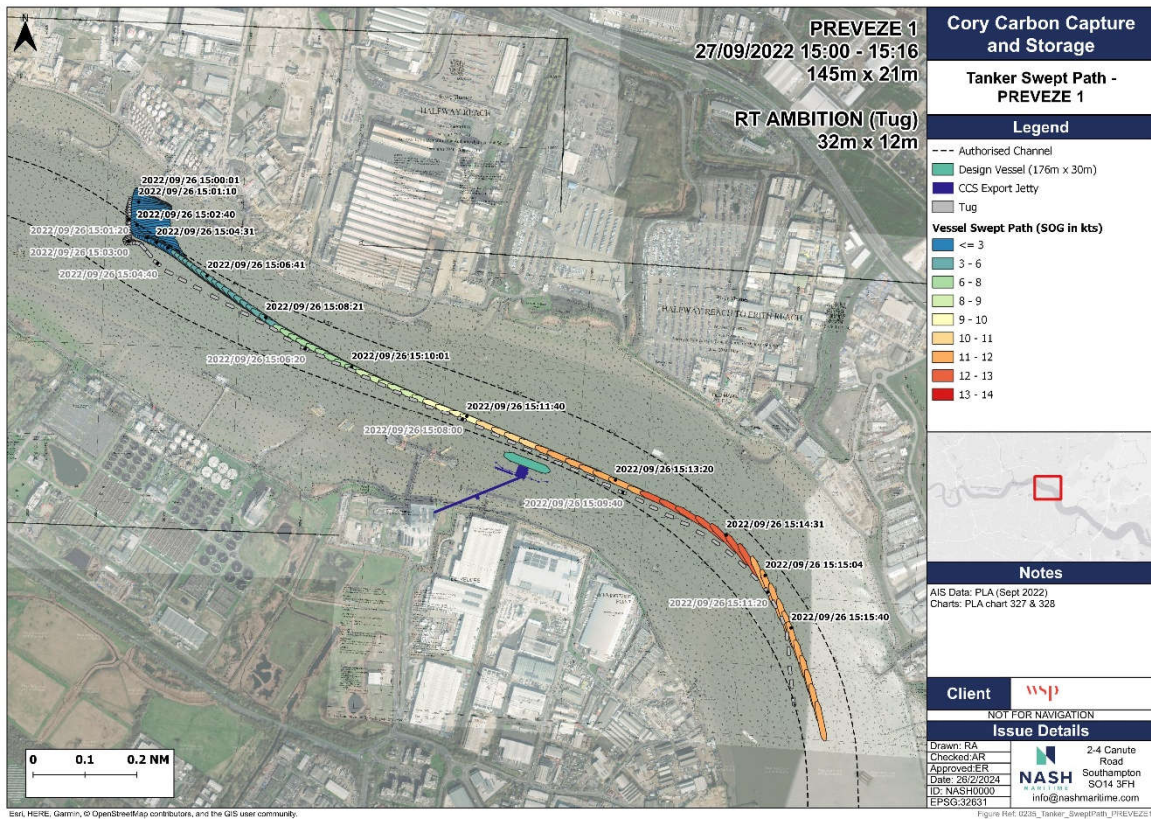 N
PREVEZE 1
27/09/2022 15:00 - 15:16
145m x 21m
RT AMBITION (Tug)
32m x 12m
HALFWAY REACH
HALFWAY REACH TO ERITH REACH
2022/09/26 15:00:01
2022/09/26 15:01:10
2022/09/26 15:02:40
2022/09/26 15:01:20
2022/09/26 15:04:31
2022/09/26 15:03:00
2022/09/26 15:04:40
2022/09/26 15:06:41
2022/09/26 15:08:21
2022/09/26 15:06:20
2022/09/26 15:10:01
2022/09/26 15:11:40
2022/09/26 15:08:00
2022/09/26 15:13:20
2022/09/26 15:09:40
2022/09/26 15:14:31
2022/09/26 15:15:04
2022/09/26 15:11:20
2022/09/26 15:15:40
0 0.1 0.2 NM
Cory Carbon Capture
and Storage
Tanker Swept Path -
PREVEZE 1
Legend
Authorised Channel
Design Vessel (176m x 30m)
CCS Export Jetty
Tug
Vessel Swept Path (SOG in kts)
<= 3
3 - 6
6 - 8
8 - 9
9 - 10
10 - 11
11 - 12
12 - 13
13 - 14
Notes
AIS Data: PLA (Sept 2022)
Charts: PLA chart 327 & 328
Client
wsp
NOT FOR NAVIGATION
Issue Details
Drawn: RA
Checked:AR
Approved:ER
Date: 26/2/2024
ID: NASH0000
EPSG:32631
NASH
MARITIME
2-4 Canute
Road
Southampton
SO14 3FH
info@nashmaritime.com
Esri, HERE, Garmin, © OpenStreetMap contributors, and the GIS user community.
Figure Ref: 0235_Tanker_SweptPath_PREVEZE1